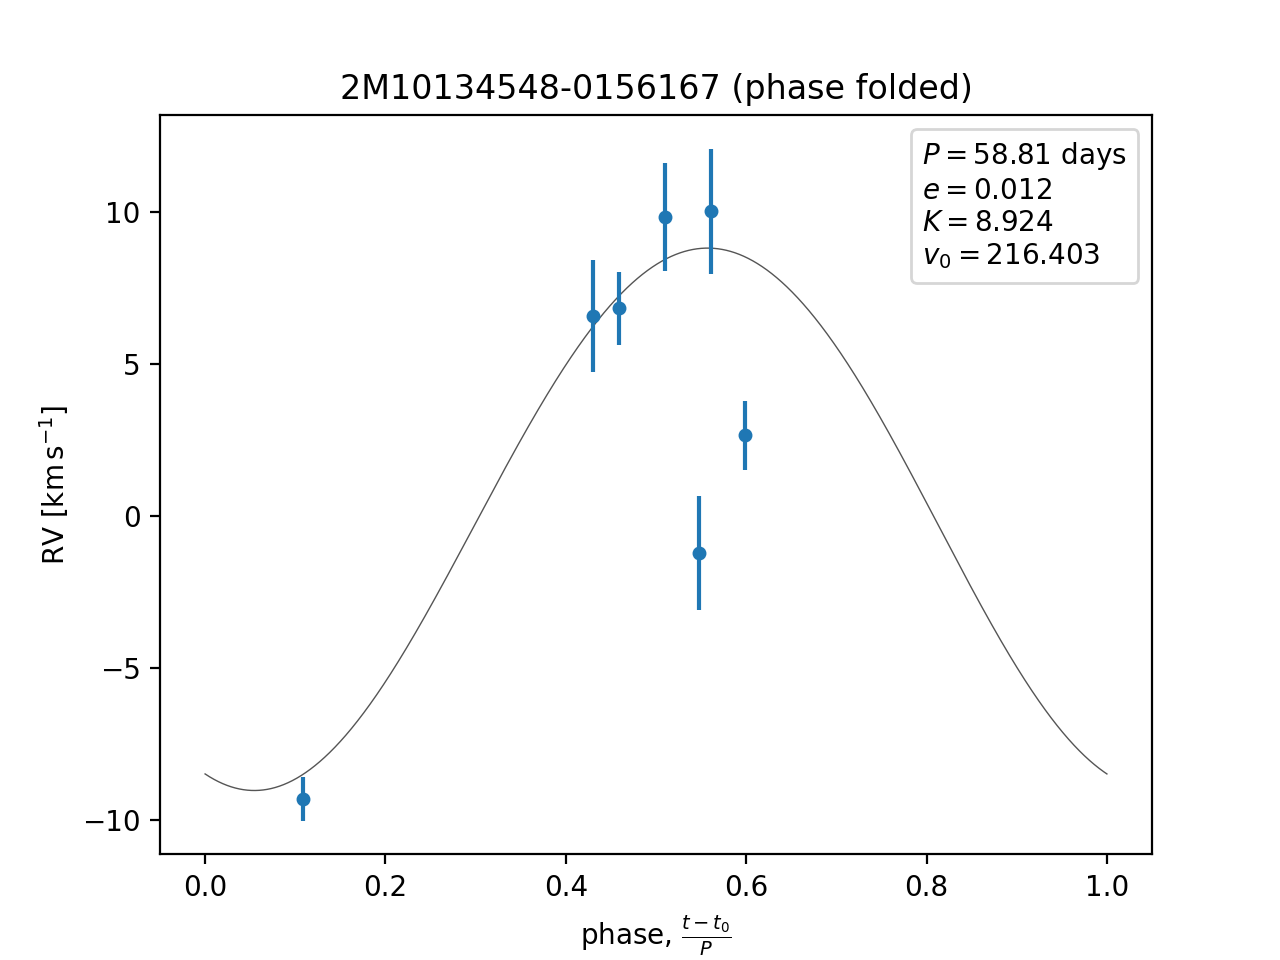 2M10134548-0156167 (phase folded)
P = 58.81 days
e = 0.012
K = 8.924
v₀ = 216.403
10
5
0
−5
−10
RV [km s⁻¹]
0.0 0.2 0.4 0.6 0.8 1.0
phase, (t − t₀)/P